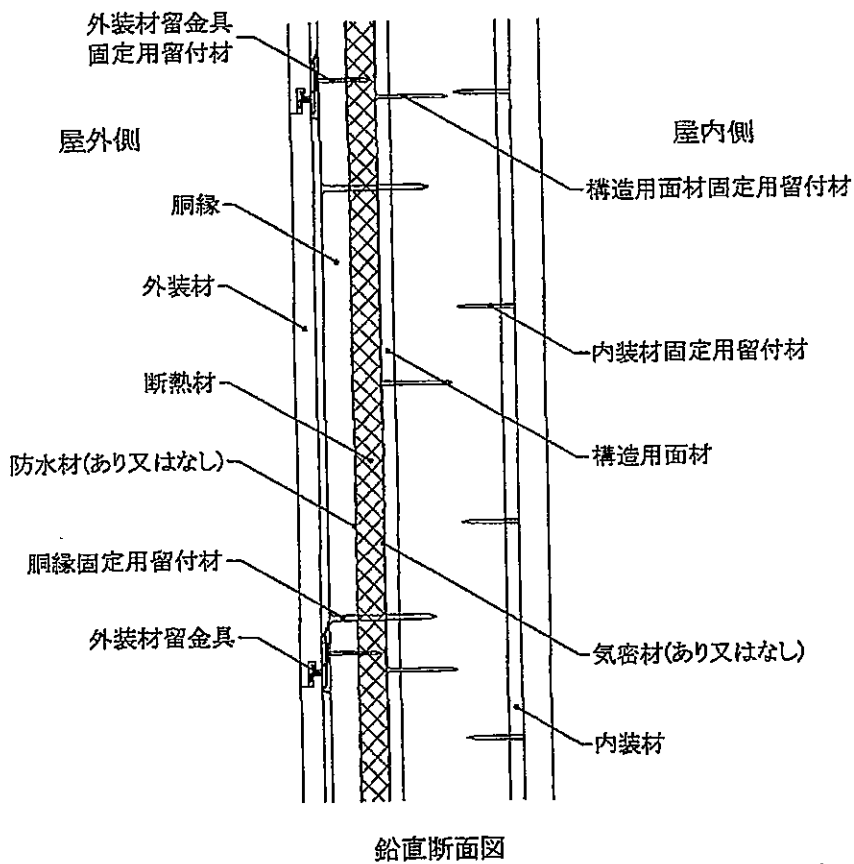 外装材留金具
固定用留付材
屋外側
屋内側
構造用面材固定用留付材
胴縁
外装材
内装材固定用留付材
断熱材
構造用面材
防水材(あり又はなし)
胴縁固定用留付材
外装材留金具
気密材(あり又はなし)
内装材
鉛直断面図